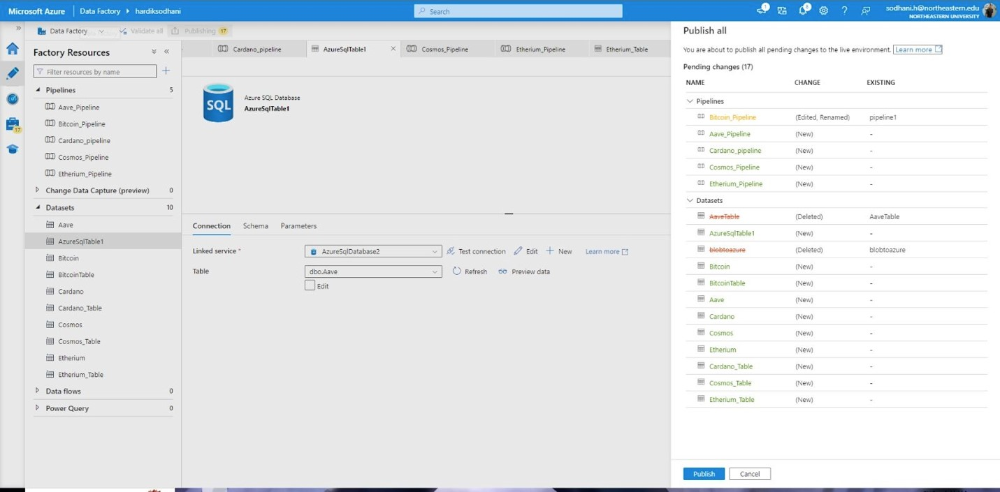 Microsoft Azure Data Factory hardiksodhani Search 1 6 sodhani.h@northeastern.edu
NORTHEASTERN UNIVERSITY
Data Factory Validate all Publishing 17
Factory Resources
Filter resources by name
Pipelines 5
Aave_Pipeline
Bitcoin_Pipeline
Cardano_pipeline
Cosmos_Pipeline
Etherium_Pipeline
Change Data Capture (preview) 0
Datasets 10
Aave
AzureSqlTable1
Bitcoin
BitcoinTable
Cardano
Cardano_Table
Cosmos
Cosmos_Table
Etherium
Etherium_Table
Data flows 0
Power Query 0
17
Cardano_pipeline AzureSqlTable1 Cosmos_Pipeline Etherium_Pipeline Etherium_Table
SQL
Azure SQL Database
AzureSqlTable1
Connection Schema Parameters
Linked service * AzureSqlDatabase2 Test connection Edit New Learn more
Table dbo.Aave Refresh Preview data
Edit
Publish all
You are about to publish all pending changes to the live environment. Learn more
Pending changes (17)
NAME CHANGE EXISTING
Pipelines
Bitcoin_Pipeline (Edited, Renamed) pipeline1
Aave_Pipeline (New) -
Cardano_pipeline (New) -
Cosmos_Pipeline (New) -
Etherium_Pipeline (New) -
Datasets
AaveTable (Deleted) AaveTable
AzureSqlTable1 (New) -
blobtoazure (Deleted) blobtoazure
Bitcoin (New) -
BitcoinTable (New) -
Aave (New) -
Cardano (New) -
Cosmos (New) -
Etherium (New) -
Cardano_Table (New) -
Cosmos_Table (New) -
Etherium_Table (New) -
Publish Cancel